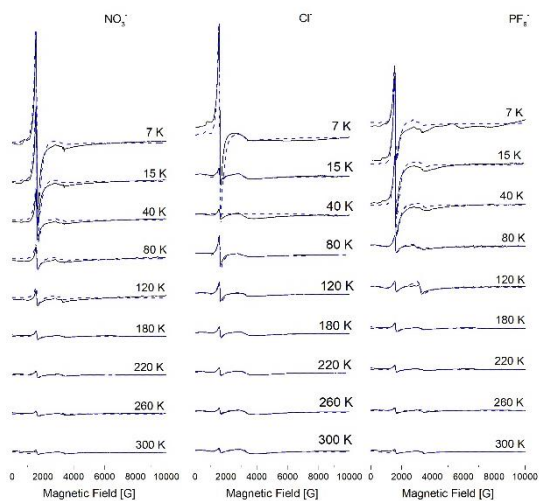 NO₃⁻ Cl⁻ PF₆⁻
7 K 7 K 7 K
15 K 15 K 15 K
40 K 40 K 40 K
80 K 80 K 80 K
120 K 120 K 120 K
180 K 180 K 180 K
220 K 220 K 220 K
260 K 260 K 260 K
300 K 300 K 300 K
0 2000 4000 6000 8000 10000 0 2000 4000 6000 8000 10000 0 2000 4000 6000 8000 10000
Magnetic Field [G] Magnetic Field [G] Magnetic Field [G]